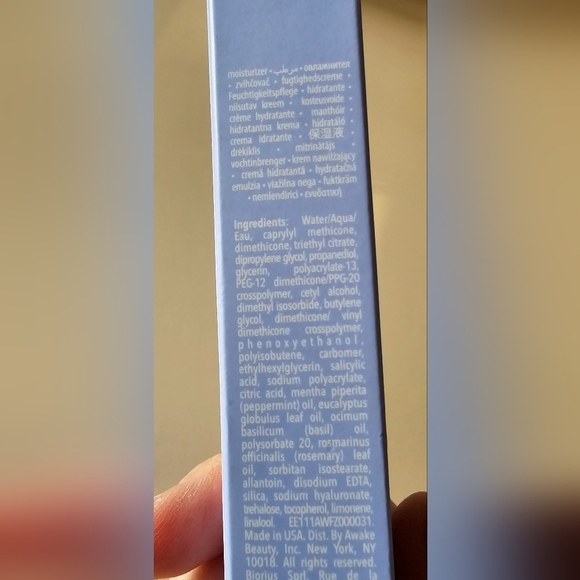 moisturizer • مرطب • овлажнител
• zvlhčovač • fugtighedscreme •
Feuchtigkeitspflege • hidratante •
niisutav kreem • kosteusvoide •
crème hydratante • maothóir •
hidratantna krema • hidratáló •
crema idratante • 保湿液 •
drėkiklis • mitrinātājs •
vochtinbrenger • krem nawilżający
• cremă hidratantă • hydratačná
emulzia • vlažilna nega • fuktkräm
• nemlendirici • ενυδατική
Ingredients: Water/Aqua/
Eau, caprylyl methicone,
dimethicone, triethyl citrate,
dipropylene glycol, propanediol,
glycerin, polyacrylate-13,
PEG-12 dimethicone/PPG-20
crosspolymer, cetyl alcohol,
dimethyl isosorbide, butylene
glycol, dimethicone/ vinyl
dimethicone crosspolymer,
phenoxyethanol,
polyisobutene, carbomer,
ethylhexylglycerin, salicylic
acid, sodium polyacrylate,
citric acid, mentha piperita
(peppermint) oil, eucalyptus
globulus leaf oil, ocimum
basilicum (basil) oil,
polysorbate 20, rosmarinus
officinalis (rosemary) leaf
oil, sorbitan isostearate,
allantoin, disodium EDTA,
silica, sodium hyaluronate,
trehalose, tocopherol, limonene,
linalool. EE111AWFZ000031.
Made in USA. Dist. By Awake
Beauty, Inc. New York, NY
10018. All rights reserved.
Biorius Sprl. Rue de la